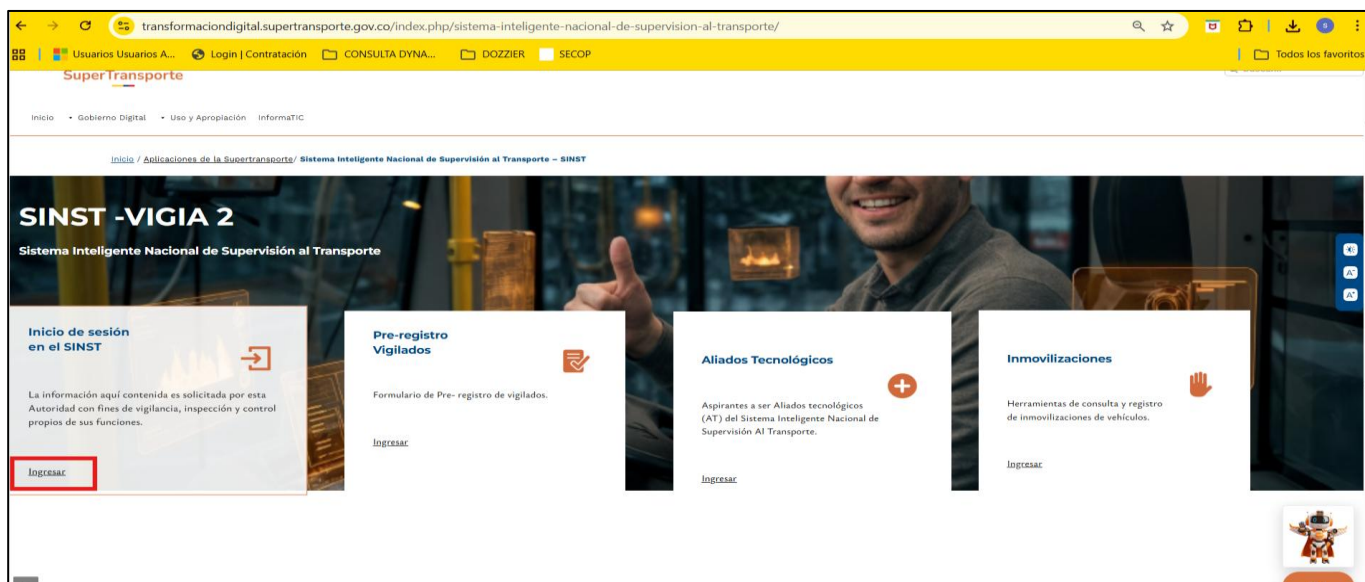 transformaciondigital.supertransporte.gov.co/index.php/sistema-inteligente-nacional-de-supervision-al-transporte/
Usuarios Usuarios A... Login | Contratación CONSULTA DYNA... DOZZIER SECOP Todos los favoritos
SuperTransporte
Inicio • Gobierno Digital • Uso y Apropiación InformaTIC
Inicio / Aplicaciones de la Supertransporte/ Sistema Inteligente Nacional de Supervisión al Transporte – SINST
SINST -VIGIA 2
Sistema Inteligente Nacional de Supervisión al Transporte
Inicio de sesión
en el SINST
La información aquí contenida es solicitada por esta
Autoridad con fines de vigilancia, inspección y control
propios de sus funciones.
Ingresar
Pre-registro
Vigilados
Formulario de Pre- registro de vigilados.
Ingresar
Aliados Tecnológicos
Aspirantes a ser Aliados tecnológicos
(AT) del Sistema Inteligente Nacional de
Supervisión Al Transporte.
Ingresar
Inmovilizaciones
Herramientas de consulta y registro
de inmovilizaciones de vehículos.
Ingresar